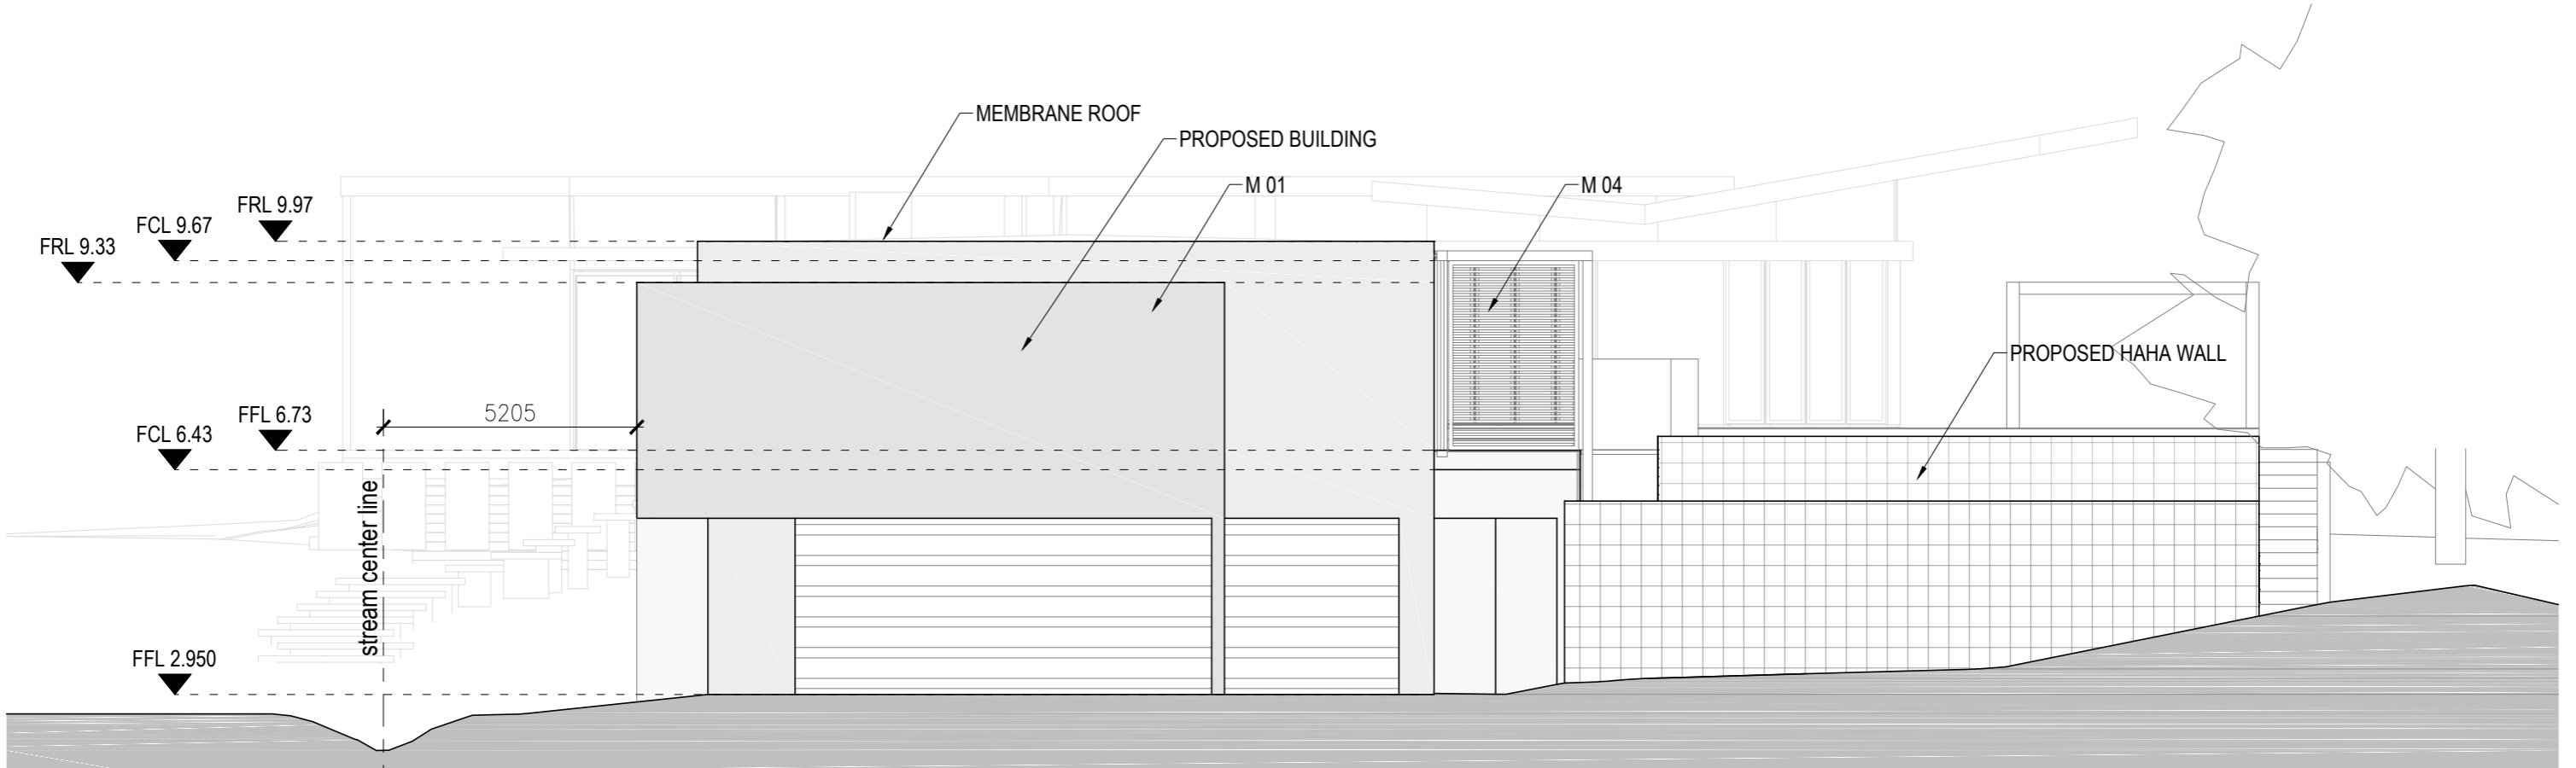 MEMBRANE ROOF
PROPOSED BUILDING
M 01
M 04
FRL 9.97
FCL 9.67
FRL 9.33
PROPOSED HAHA WALL
5205
FFL 6.73
FCL 6.43
stream center line
FFL 2.950